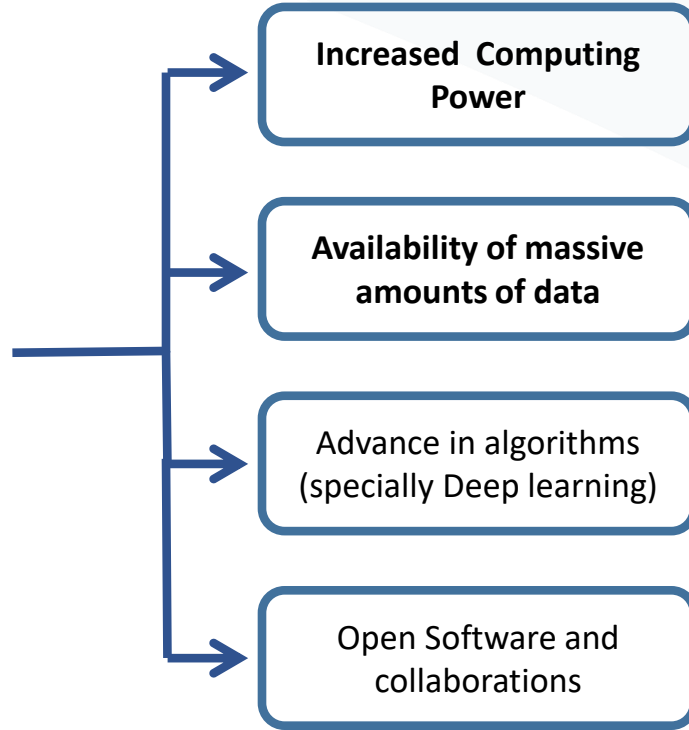 Increased Computing
Power
Availability of massive
amounts of data
Advance in algorithms
(specially Deep learning)
Open Software and
collaborations